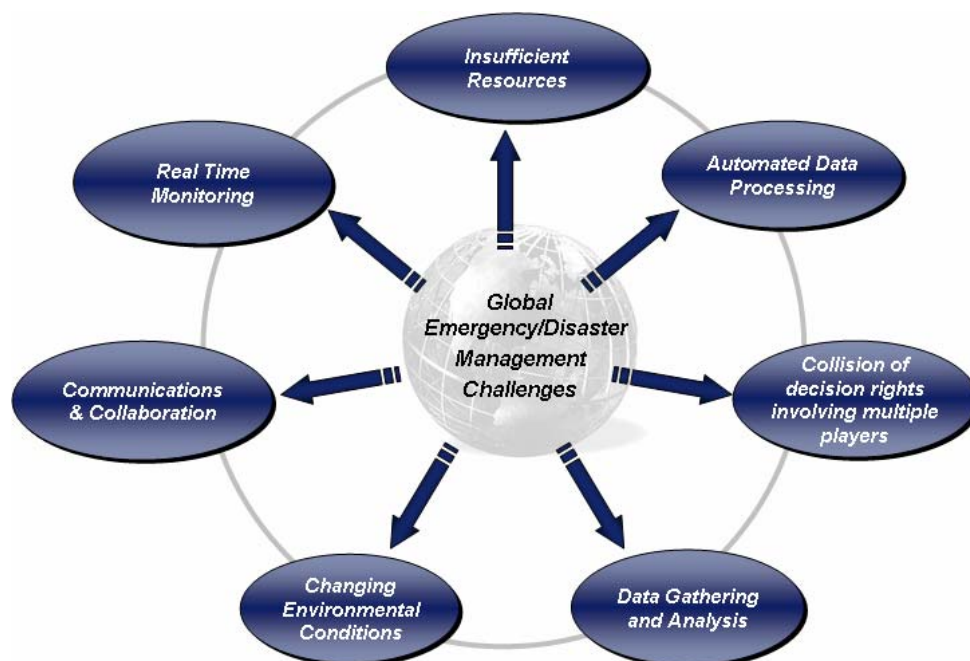 Insufficient
Resources
Real Time
Monitoring
Automated Data
Processing
Global
Emergency/Disaster
Management
Challenges
Communications
& Collaboration
Collision of
decision rights
involving multiple
players
Changing
Environmental
Conditions
Data Gathering
and Analysis